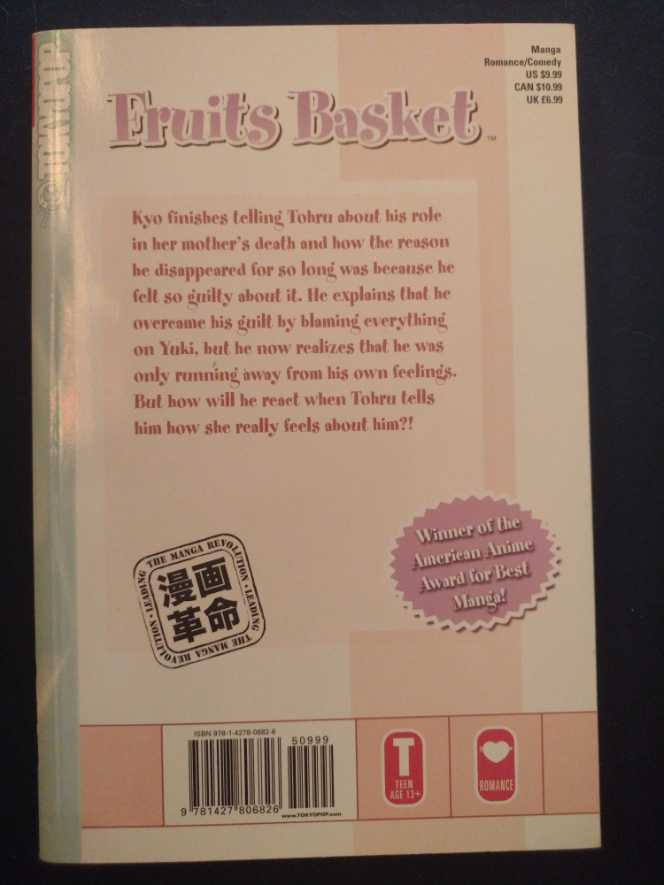 TOKYOPOP
Manga
Romance/Comedy
US $9.99
CAN $10.99
UK £6.99
Fruits Basket™
Kyo finishes telling Tohru about his role
in her mother's death and how the reason
he disappeared for so long was because he
felt so guilty about it. He explains that he
overcame his guilt by blaming everything
on Yuki, but he now realizes that he was
only running away from his own feelings.
But how will he react when Tohru tells
him how she really feels about him?!
Winner of the
American Anime
Award for Best
Manga!
LEADING THE MANGA REVOLUTION • LEADING THE MANGA REVOLUTION •
漫画
革命
ISBN 978-1-4278-0682-6
50999
9 781427 806826
www.TOKYOPOP.com
T
TEEN
AGE 13+
ROMANCE